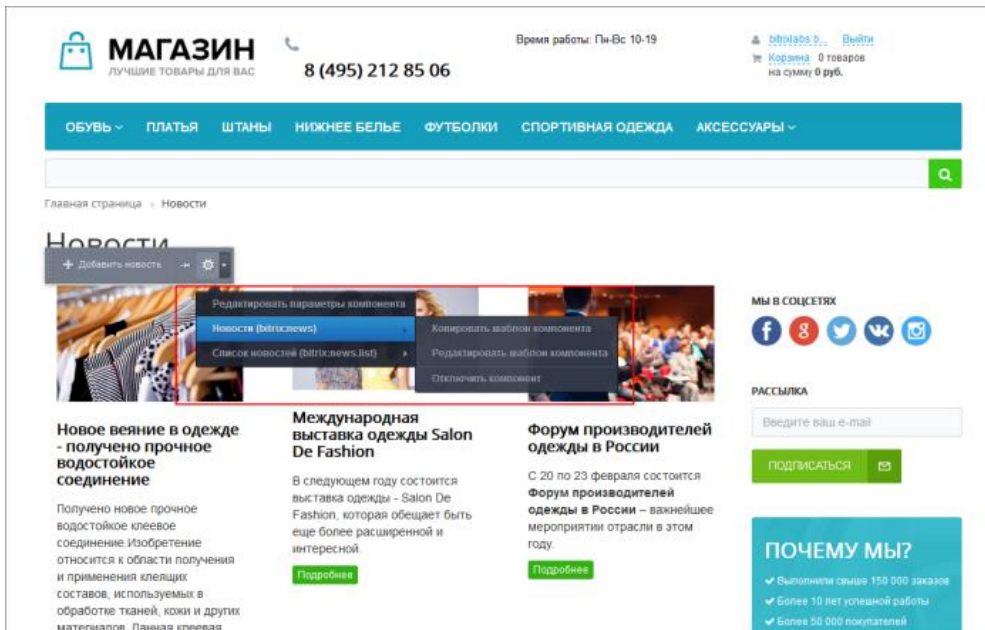 МАГАЗИН
ЛУЧШИЕ ТОВАРЫ ДЛЯ ВАС
8 (495) 212 85 06
Время работы: Пн-Вс 10-19
bitrixlabs.b... Выйти
Корзина 0 товаров
на сумму 0 руб.
ОБУВЬ ПЛАТЬЯ ШТАНЫ НИЖНЕЕ БЕЛЬЕ ФУТБОЛКИ СПОРТИВНАЯ ОДЕЖДА АКСЕССУАРЫ
Главная страница Новости
Новости
+ Добавить новость
Редактировать параметры компонента
Новости (bitrix:news)
Список новостей (bitrix:news.list)
Копировать шаблон компонента
Редактировать шаблон компонента
Отключить компонент
Новое веяние в одежде
- получено прочное
водостойкое
соединение
Получено новое прочное
водостойкое клеевое
соединение.Изобретение
относится к области получения
и применения клеящих
составов, используемых в
обработке тканей, кожи и других
материалов. Данная клеевая
Международная
выставка одежды Salon
De Fashion
В следующем году состоится
выставка одежды - Salon De
Fashion, которая обещает быть
еще более расширенной и
интересной.
Подробнее
Форум производителей
одежды в России
С 20 по 23 февраля состоится
Форум производителей
одежды в России – важнейшее
мероприятии отрасли в этом
году.
Подробнее
МЫ В СОЦСЕТЯХ
РАССЫЛКА
Введите ваш e-mail
ПОДПИСАТЬСЯ
ПОЧЕМУ МЫ?
Выполнили свыше 150 000 заказов
Более 10 лет успешной работы
Более 50 000 покупателей